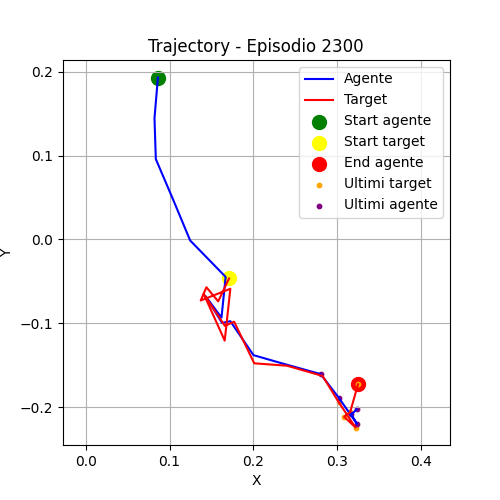 Trajectory - Episodio 2300
Agente
Target
Start agente
Start target
End agente
Ultimi target
Ultimi agente
0.2
0.1
0.0
−0.1
−0.2
Y
0.0
0.1
0.2
0.3
0.4
X